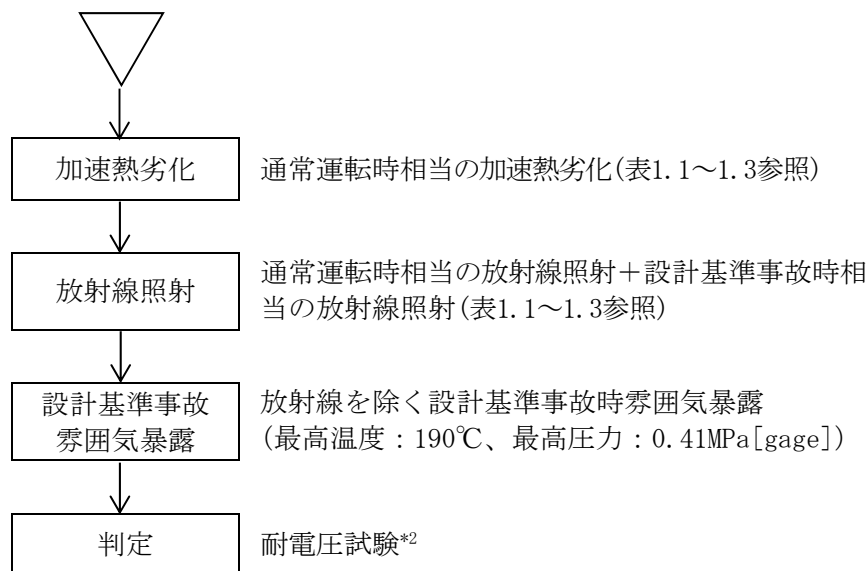 加速熱劣化
通常運転時相当の加速熱劣化(表1.1～1.3参照)
放射線照射
通常運転時相当の放射線照射＋設計基準事故時相
当の放射線照射(表1.1～1.3参照)
設計基準事故
雰囲気暴露
放射線を除く設計基準事故時雰囲気暴露
(最高温度：190℃、最高圧力：0.41MPa[gage])
判定
耐電圧試験*2